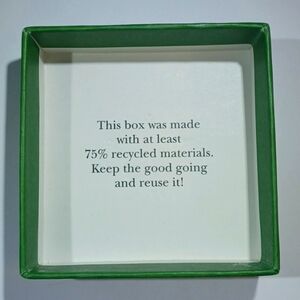 This box was made
with at least
75% recycled materials.
Keep the good going
and reuse it!